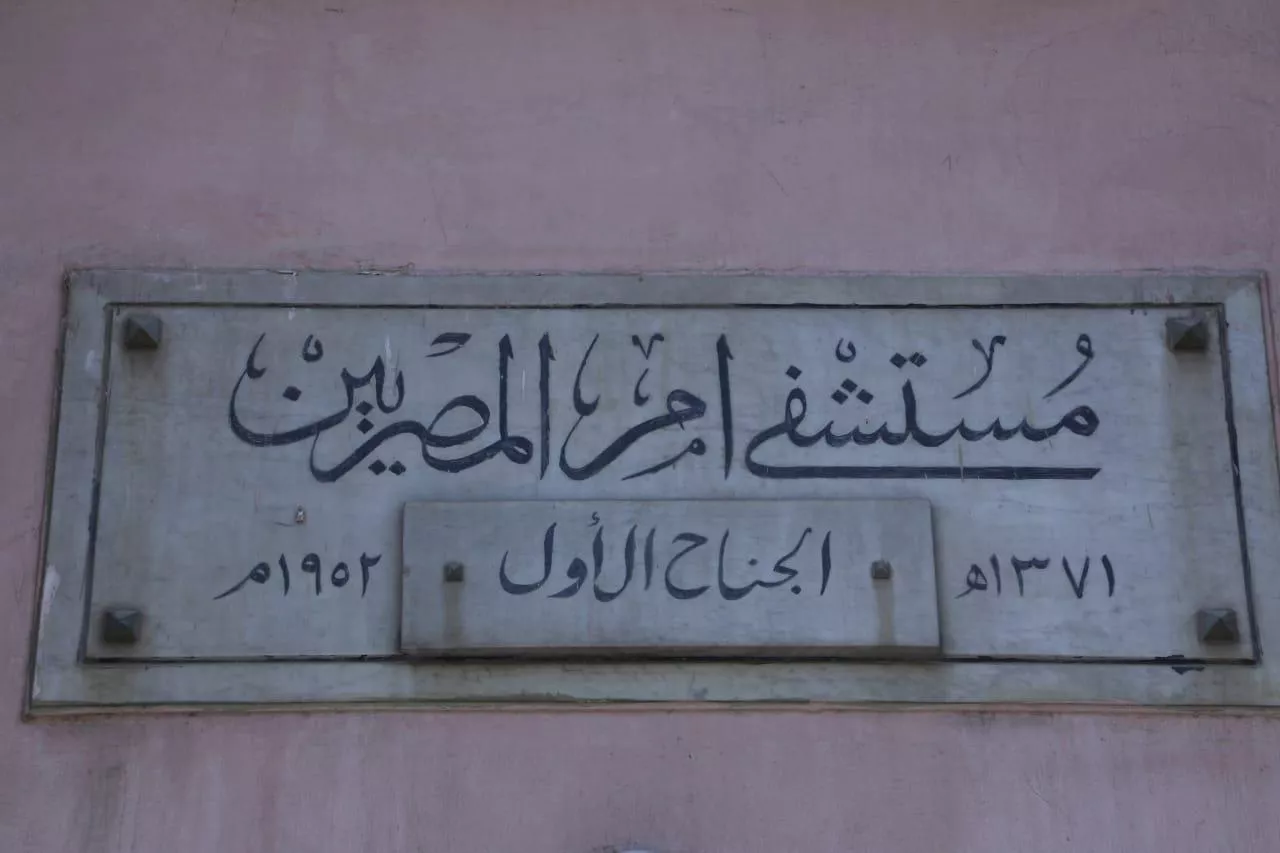 مستشفى ام المصريين
١٣٧١هـ الجناح الأول ١٩٥٢م